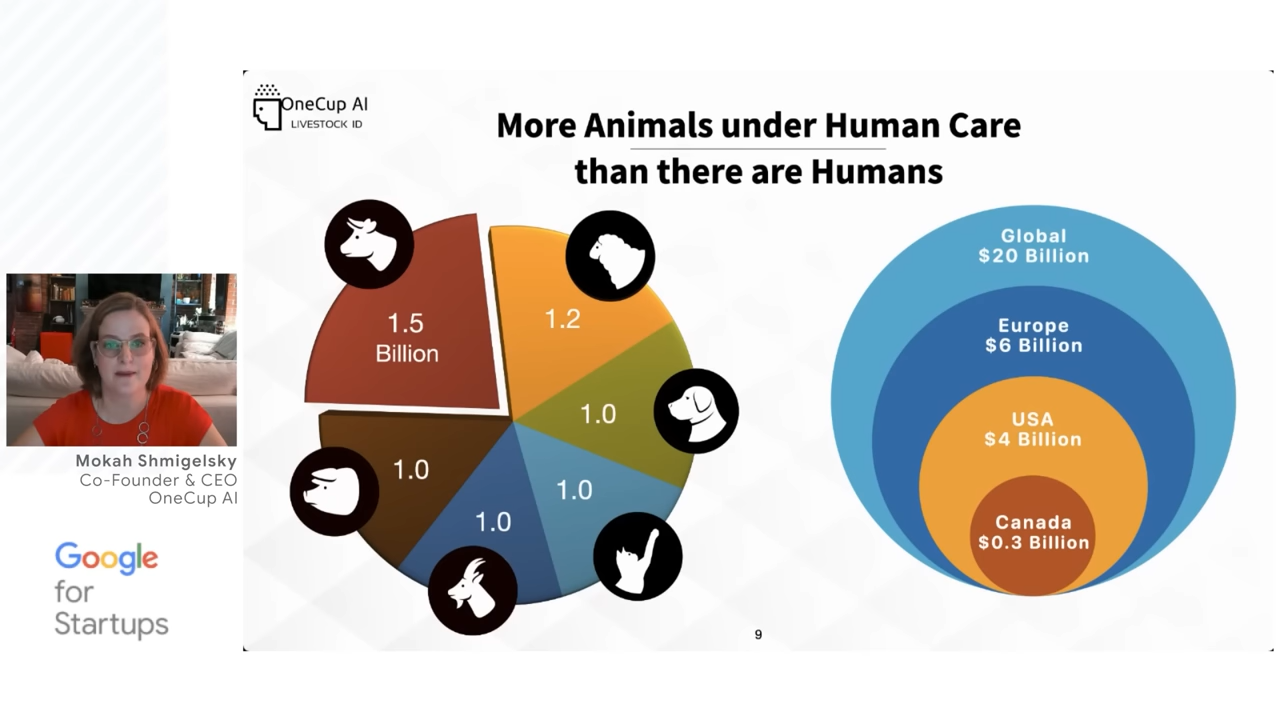 OneCup AI
LIVESTOCK ID
More Animals under Human Care
than there are Humans
1.5
Billion
1.2
1.0
1.0
1.0
1.0
Global
$20 Billion
Europe
$6 Billion
USA
$4 Billion
Canada
$0.3 Billion
9
Mokah Shmigelsky
Co-Founder & CEO
OneCup AI
Google
for
Startups